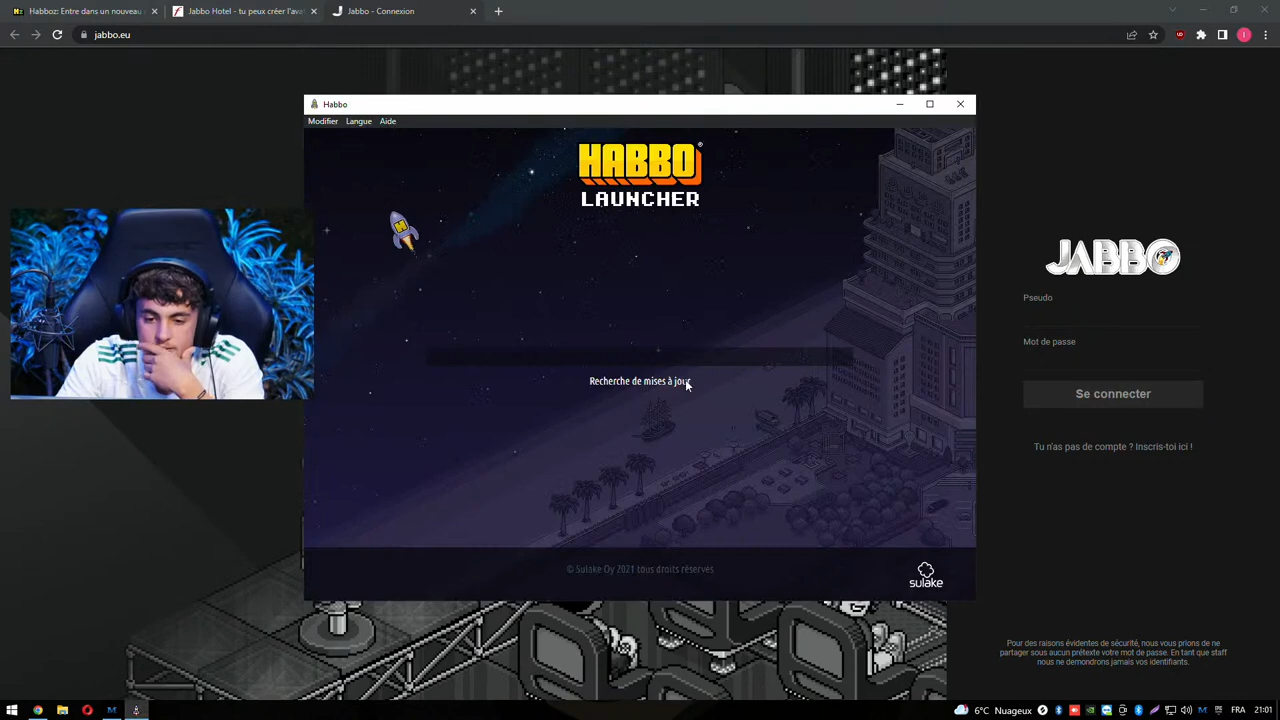 Habboz: Entre dans un nouveau
Jabbo Hotel - tu peux créer l'avat
Jabbo - Connexion
jabbo.eu
Habbo
Modifier Langue Aide
HABBO
LAUNCHER
Recherche de mises à jour
© Sulake Oy 2021 tous droits réservés
sulake
JABBO
Pseudo
Mot de passe
Se connecter
Tu n'as pas de compte ? Inscris-toi ici !
Pour des raisons évidentes de sécurité, nous vous prions de ne
partager sous aucun prétexte votre mot de passe. En tant que staff
nous ne demondrons jamais vos identifiants.
6°C Nuageux FRA 21:01